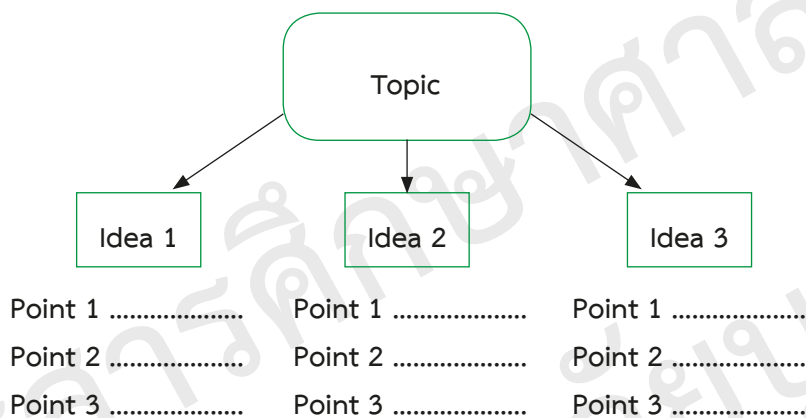 Topic
Idea 1 Idea 2 Idea 3
Point 1 .................... Point 1 .................... Point 1 ....................
Point 2 .................... Point 2 .................... Point 2 ....................
Point 3 .................... Point 3 .................... Point 3 ....................